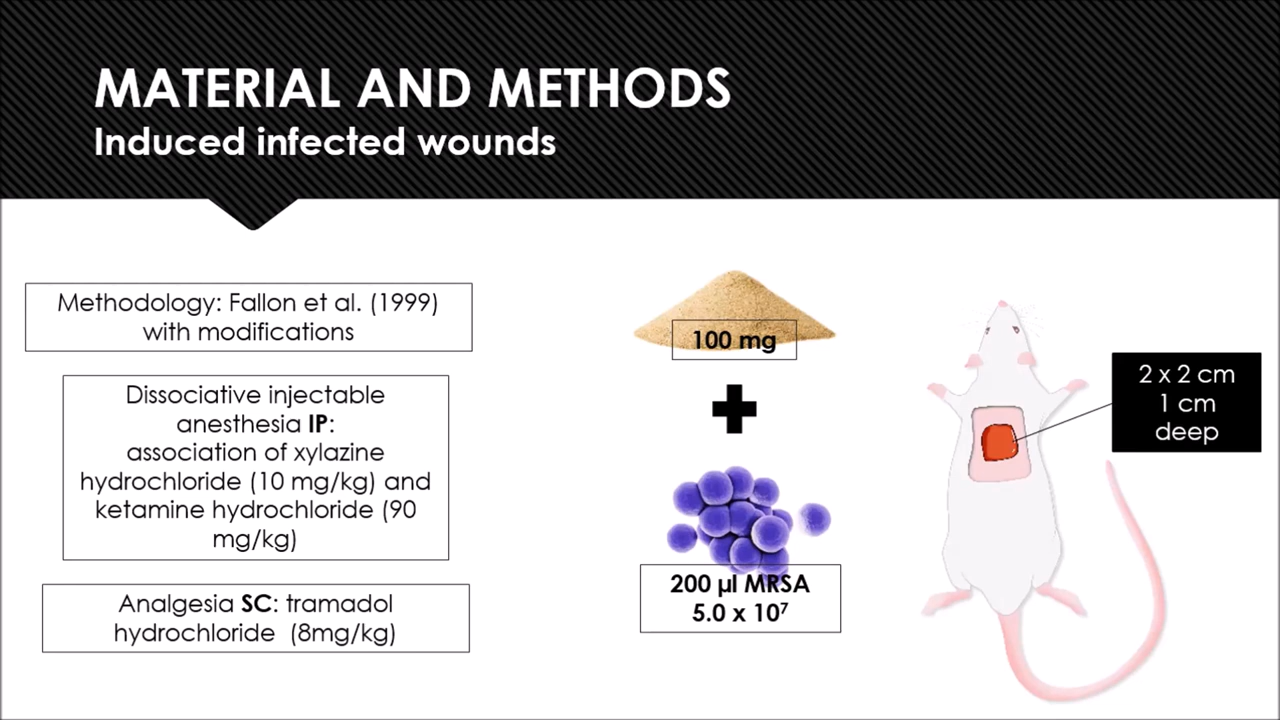 MATERIAL AND METHODS
Induced infected wounds
Methodology: Fallon et al. (1999)
with modifications
Dissociative injectable
anesthesia IP:
association of xylazine
hydrochloride (10 mg/kg) and
ketamine hydrochloride (90
mg/kg)
Analgesia SC: tramadol
hydrochloride (8mg/kg)
100 mg
200 µl MRSA
5.0 x 10⁷
2 x 2 cm
1 cm
deep